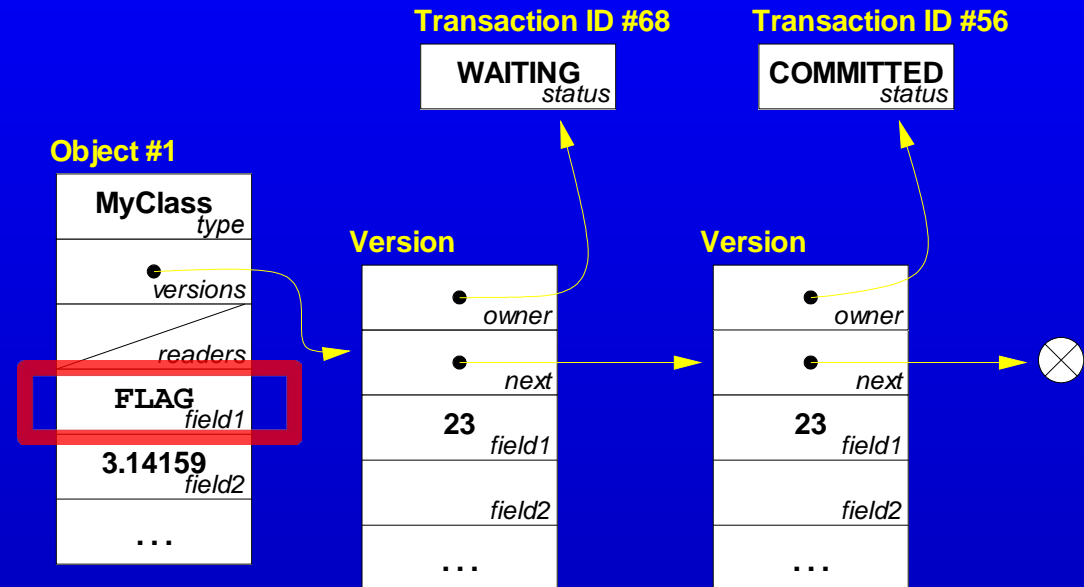 Transaction ID #68
Transaction ID #56
WAITING
status
COMMITTED
status
Object #1
MyClass
type
versions
readers
FLAG
field1
3.14159
field2
...
Version
owner
next
23
field1
field2
...
Version
owner
next
23
field1
field2
...